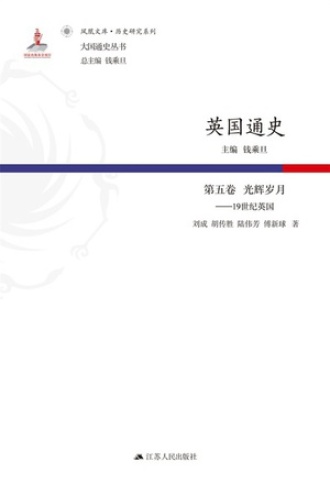 凤凰文库·历史研究系列
大国通史丛书
总主编 钱乘旦
英国通史
主编 钱乘旦
第五卷 光辉岁月
——19世纪英国
刘成 胡传胜 陆伟芳 傅新球 著
江苏人民出版社